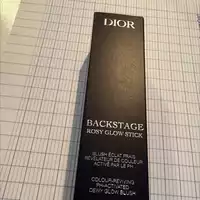 DIOR
BACKSTAGE
ROSY GLOW STICK
BLUSH ÉCLAT FRAIS
RÉVÉLATEUR DE COULEUR
ACTIVÉ PAR LE PH
COLOUR-REVIVING
PH-ACTIVATED
DEWY GLOW BLUSH